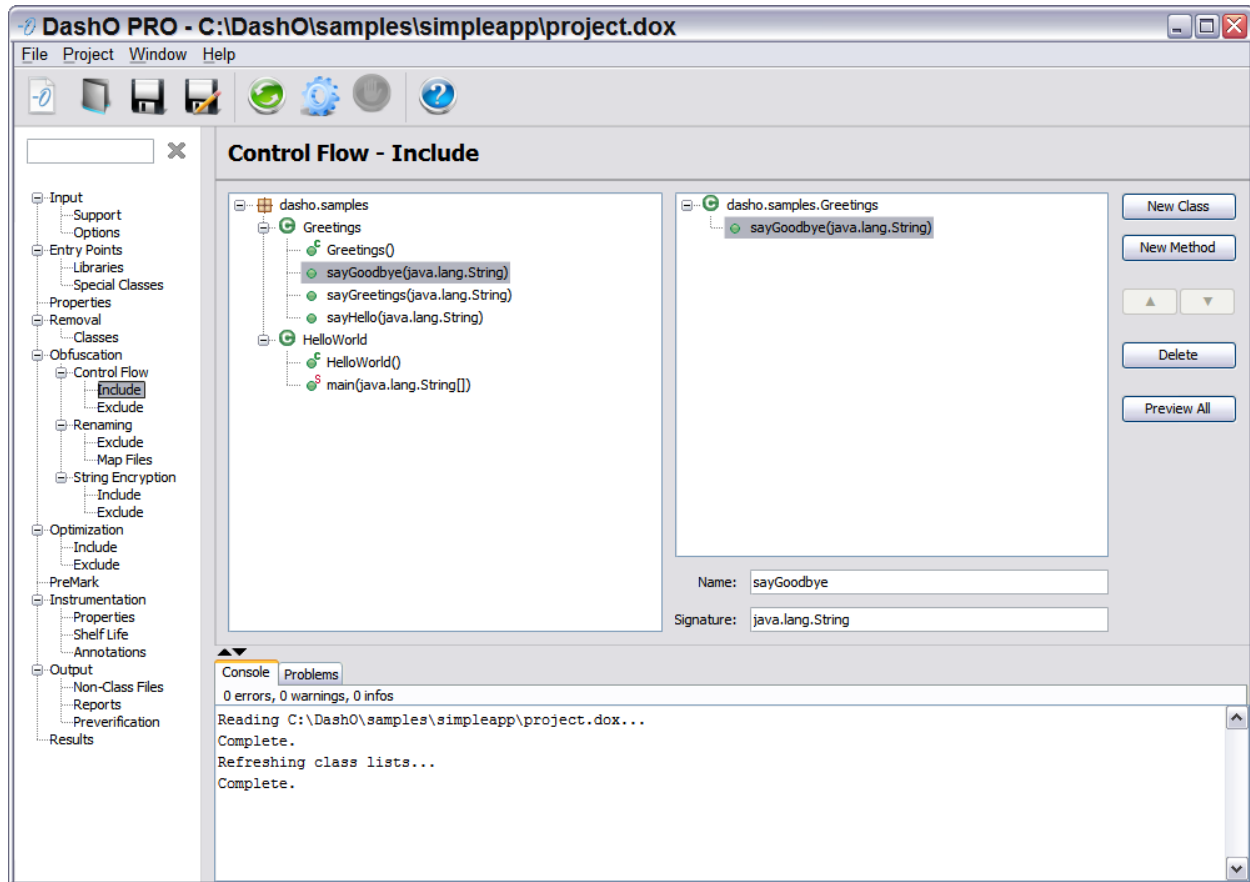 DashO PRO - C:\DashO\samples\simpleapp\project.dox
File Project Window Help
Control Flow - Include
Input
Support
Options
Entry Points
Libraries
Special Classes
Properties
Removal
Classes
Obfuscation
Control Flow
Include
Exclude
Renaming
Exclude
Map Files
String Encryption
Include
Exclude
Optimization
Include
Exclude
PreMark
Instrumentation
Properties
Shelf Life
Annotations
Output
Non-Class Files
Reports
Preverification
Results
dasho.samples
Greetings
Greetings()
sayGoodbye(java.lang.String)
sayGreetings(java.lang.String)
sayHello(java.lang.String)
HelloWorld
HelloWorld()
main(java.lang.String[])
dasho.samples.Greetings
sayGoodbye(java.lang.String)
Name: sayGoodbye
Signature: java.lang.String
New Class
New Method
Delete
Preview All
Console Problems
0 errors, 0 warnings, 0 infos
Reading C:\DashO\samples\simpleapp\project.dox...
Complete.
Refreshing class lists...
Complete.